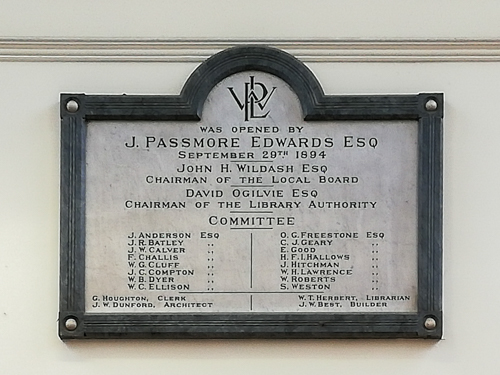 WPL
WAS OPENED BY
J. PASSMORE EDWARDS ESQ
SEPTEMBER 29TH 1894
JOHN H. WILDASH ESQ
CHAIRMAN OF THE LOCAL BOARD
DAVID OGILVIE ESQ
CHAIRMAN OF THE LIBRARY AUTHORITY
COMMITTEE
J. ANDERSON ESQ
J. R. BATLEY "
J. W. CALVER "
F. CHALLIS "
W. G. CLUFF "
J. C. COMPTON "
W. B. DYER "
W. C. ELLISON "
O. G. FREESTONE ESQ
C. J. GEARY "
E. GOOD "
H. F. I. HALLOWS "
J. HITCHMAN "
W. H. LAWRENCE "
W. ROBERTS "
S. WESTON "
G. HOUGHTON, CLERK
J. W. DUNFORD, ARCHITECT
W. T. HERBERT, LIBRARIAN
J. W. BEST, BUILDER